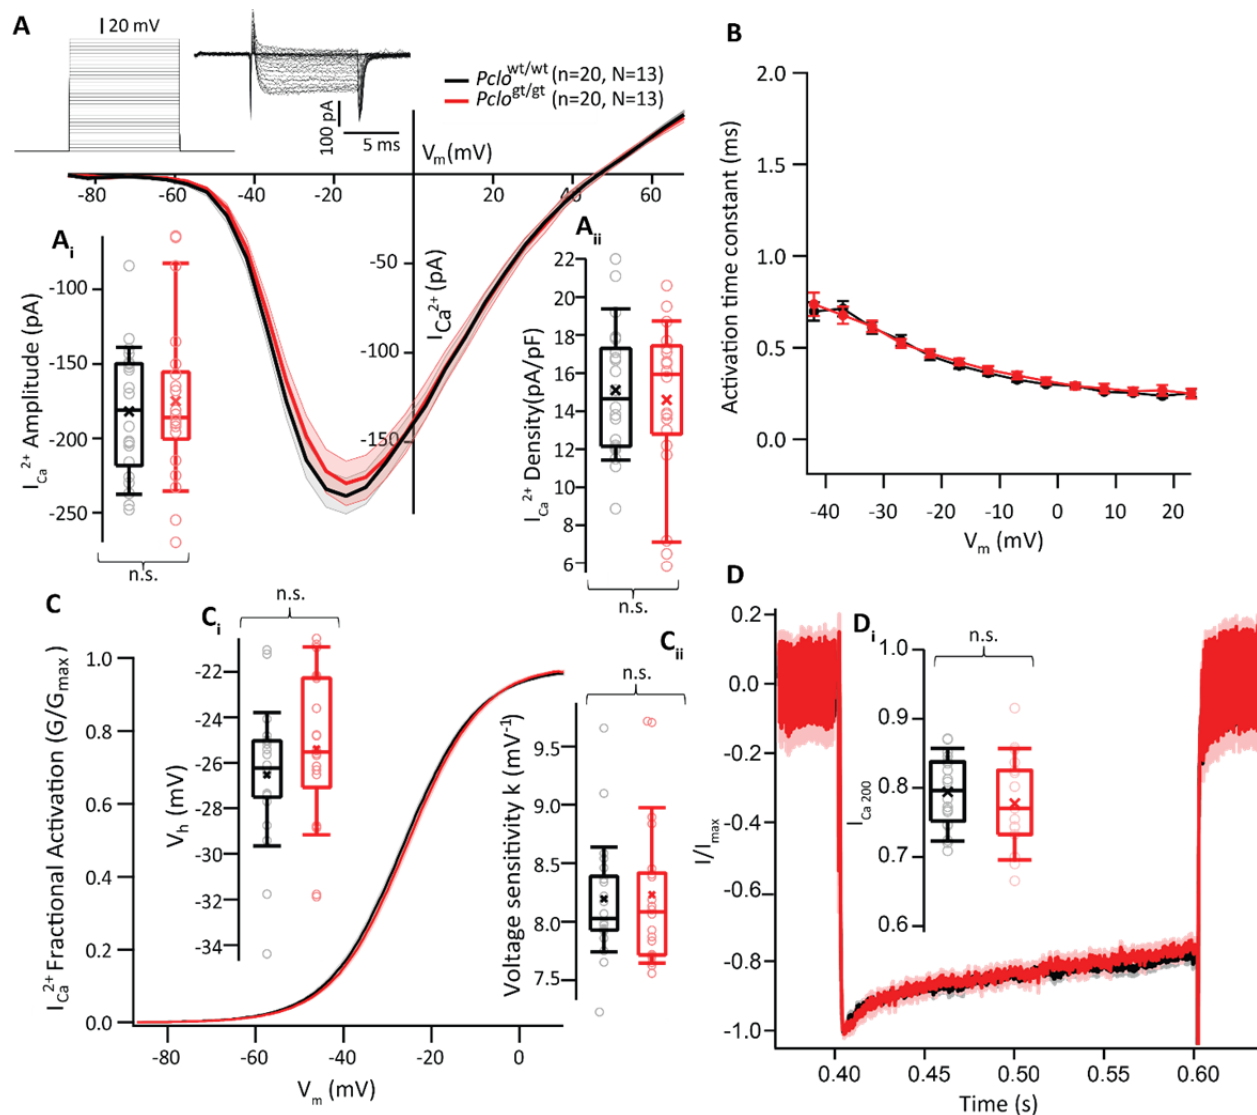 A
20 mV
100 pA
5 ms
Pclo^wt/wt (n=20, N=13)
Pclo^gt/gt (n=20, N=13)
V_m(mV)
-80 -60 -40 -20 20 40 60
-50
-100
-150
I_Ca^2+ (pA)
A_i
I_Ca^2+ Amplitude (pA)
-100
-150
-200
-250
n.s.
A_ii
I_Ca^2+ Density(pA/pF)
22
20
18
16
14
12
10
8
6
n.s.
B
Activation time constant (ms)
2.0
1.5
1.0
0.5
0.0
-40 -30 -20 -10 0 10 20
V_m (mV)
C
I_Ca^2+ Fractional Activation (G/G_max)
1.0
0.8
0.6
0.4
0.2
0.0
-80 -60 -40 -20 0
V_m (mV)
C_i
n.s.
V_h (mV)
-22
-24
-26
-28
-30
-32
-34
C_ii
n.s.
Voltage sensitivity k (mV^-1)
9.5
9.0
8.5
8.0
7.5
D
I/I_max
0.2
0.0
-0.2
-0.4
-0.6
-0.8
-1.0
0.40 0.45 0.50 0.55 0.60
Time (s)
D_i
n.s.
I_Ca 200
1.0
0.9
0.8
0.7
0.6